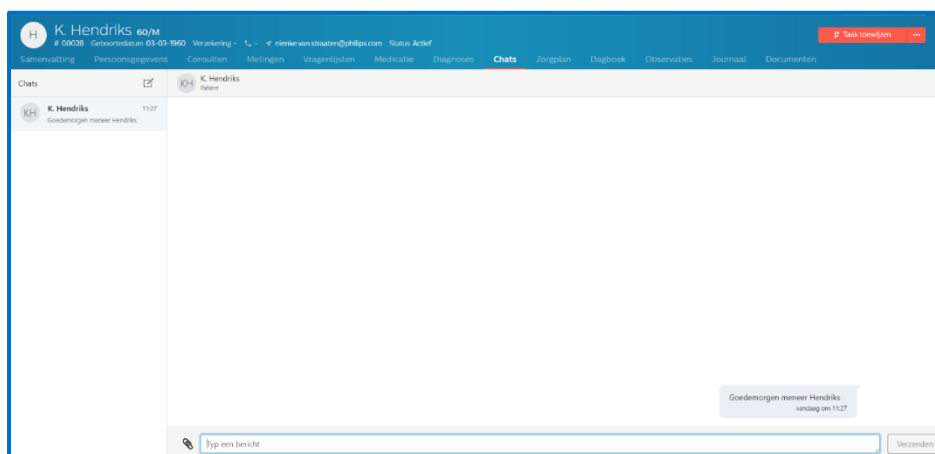 H K. Hendriks 60/M
# 00028 Geboortedatum 03-03-1960 Verzekering - - nienke.van.straaten@philips.com Status Actief
Taak toewijzen
Samenvatting Persoonsgegevens Consulten Metingen Vragenlijsten Medicatie Diagnoses Chats Zorgplan Dagboek Observaties Journaal Documenten
Chats
KH K. Hendriks
Patiënt
KH K. Hendriks 11:27
Goedemorgen meneer Hendriks
Goedemorgen meneer Hendriks
vandaag om 11:27
Typ een bericht
Verzenden